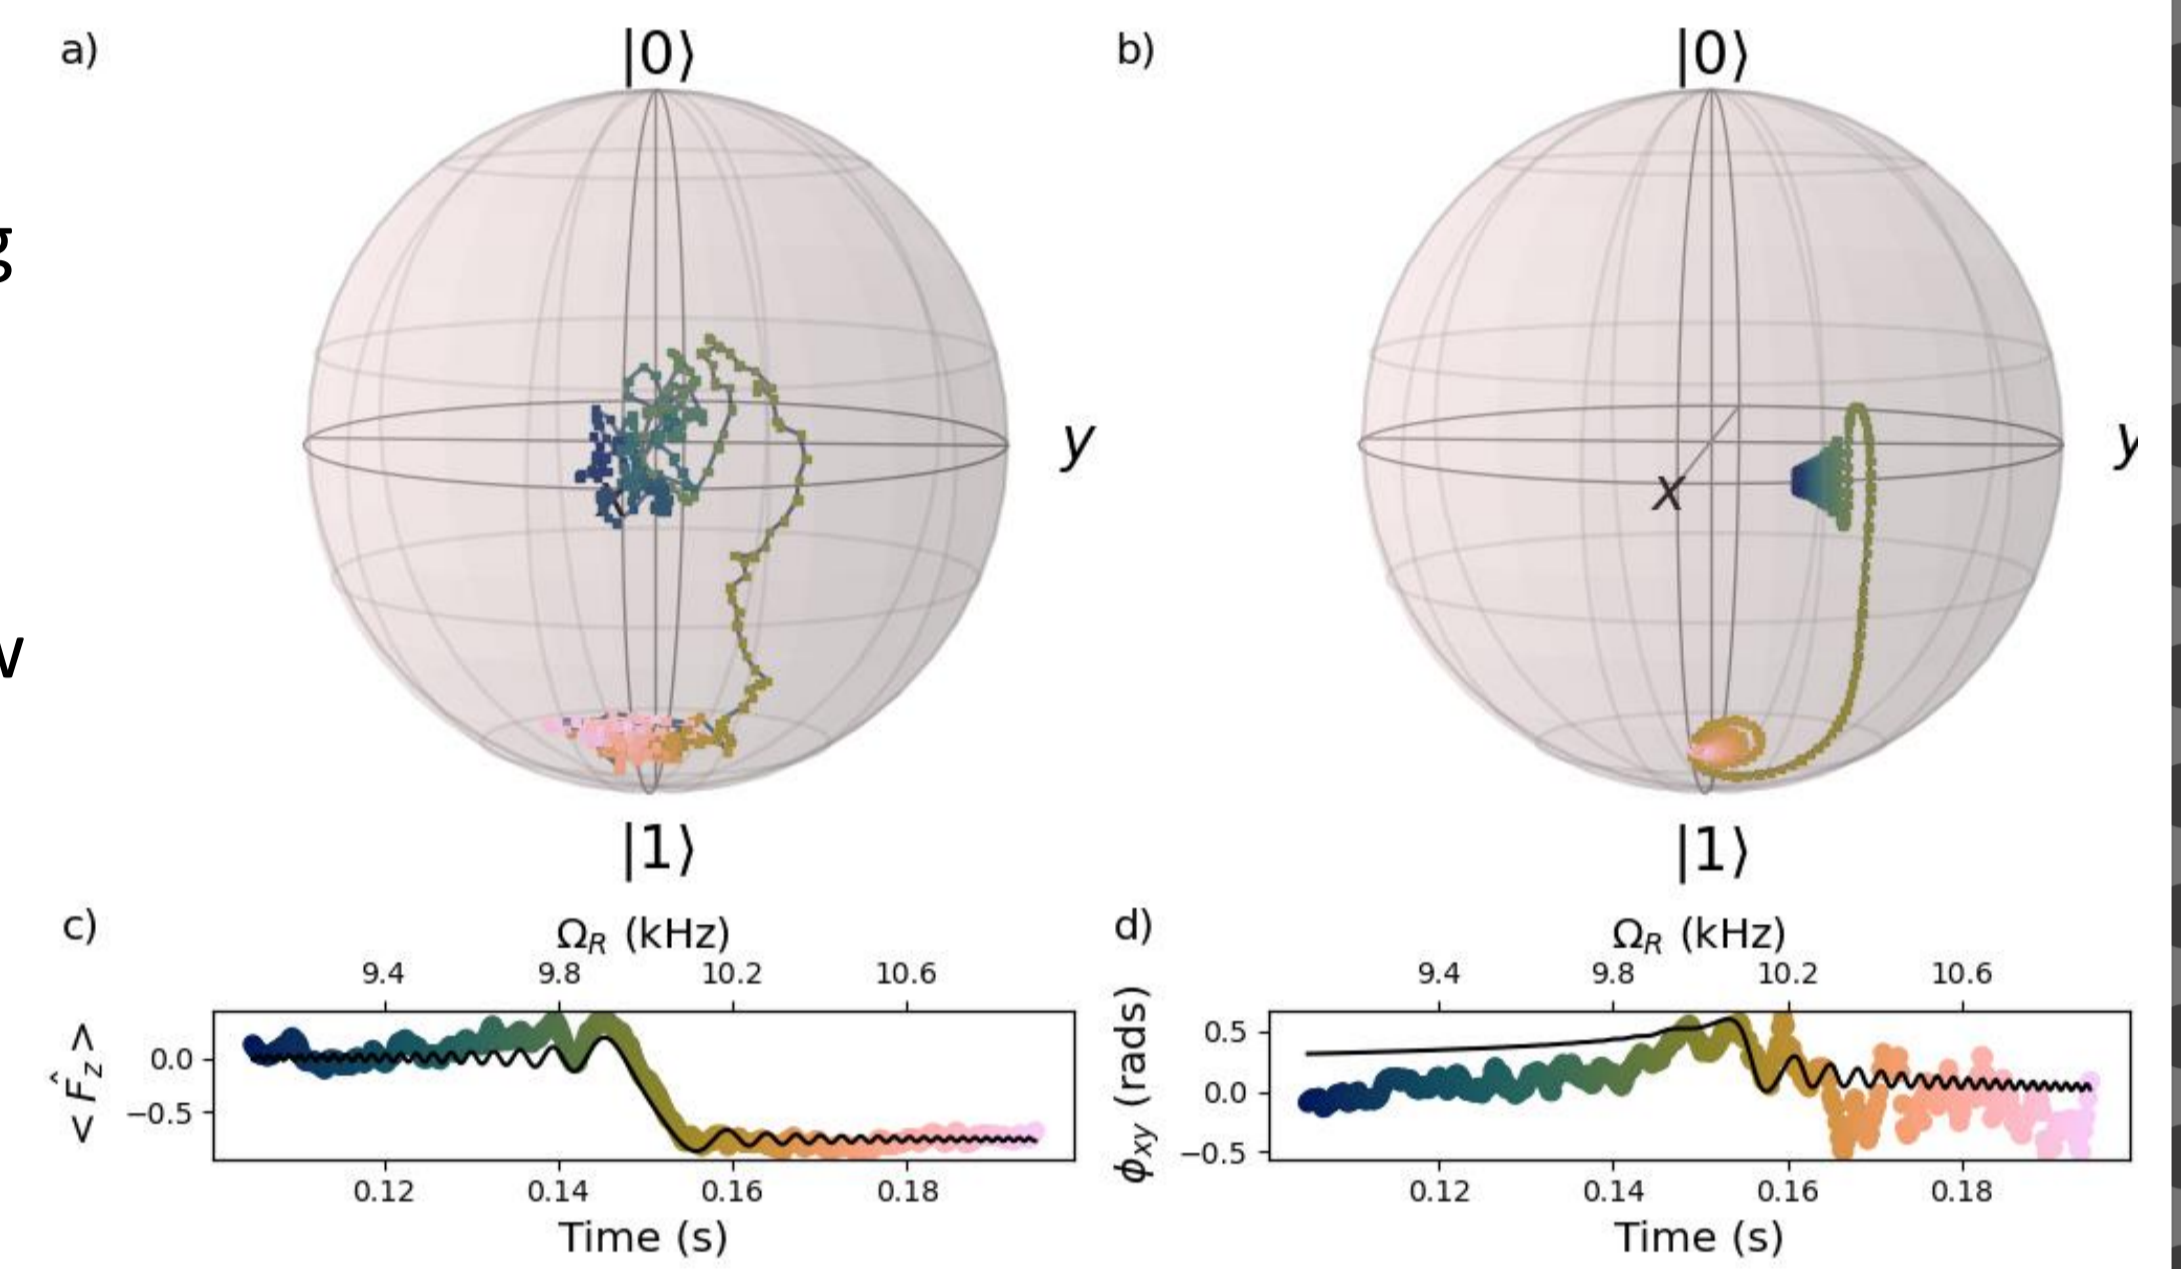 g
w
a)
|0⟩
y
|1⟩
b)
|0⟩
x
y
|1⟩
c)
Ω_R (kHz)
9.4 9.8 10.2 10.6
< F̂_z >
0.0
−0.5
0.12 0.14 0.16 0.18
Time (s)
d)
Ω_R (kHz)
9.4 9.8 10.2 10.6
ϕ_xy (rads)
0.5
0.0
−0.5
0.12 0.14 0.16 0.18
Time (s)